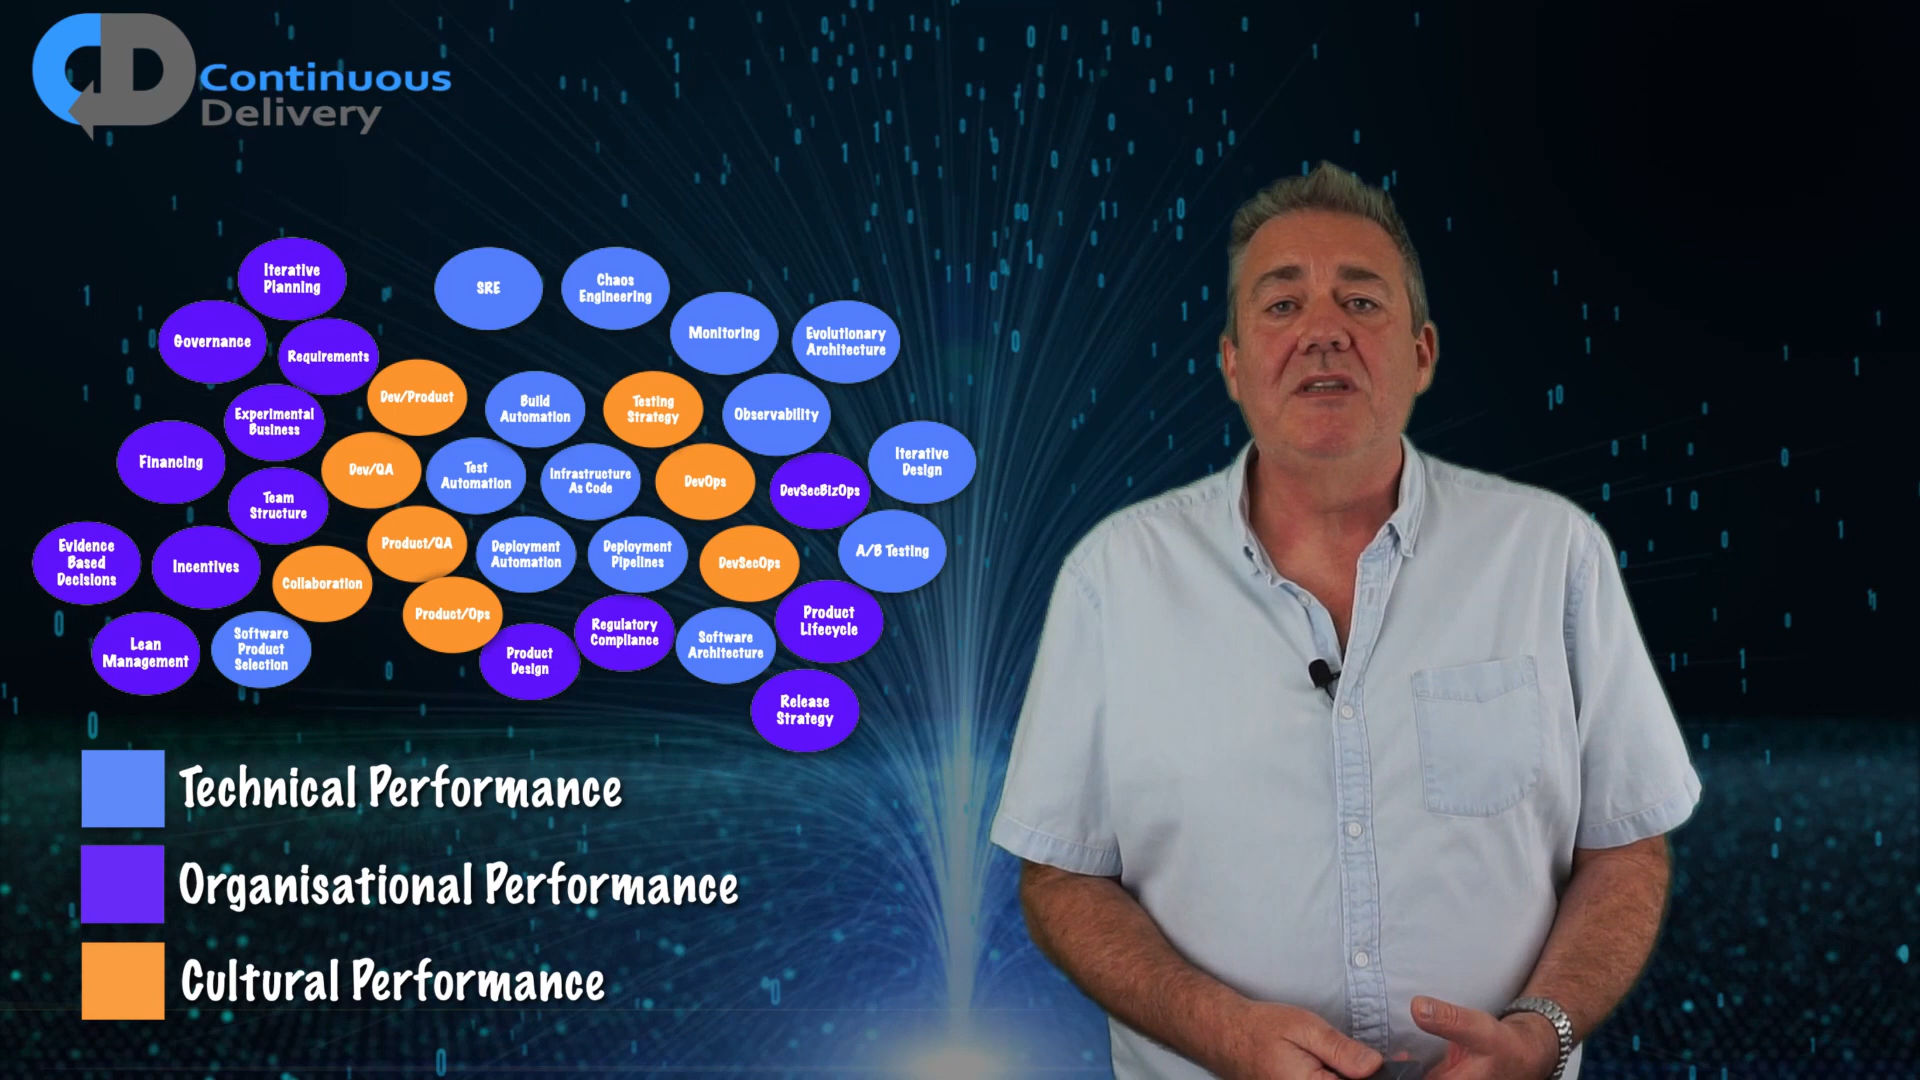 Continuous
Delivery
Iterative
Planning
SRE
Chaos
Engineering
Governance
Requirements
Monitoring
Evolutionary
Architecture
Dev/Product
Build
Automation
Testing
Strategy
Observability
Experimental
Business
Financing
Dev/QA
Test
Automation
Infrastructure
As Code
DevOps
DevSecBizOps
Iterative
Design
Team
Structure
Evidence
Based
Decisions
Incentives
Collaboration
Product/QA
Deployment
Automation
Deployment
Pipelines
DevSecOps
A/B Testing
Product/Ops
Lean
Management
Software
Product
Selection
Product
Design
Regulatory
Compliance
Software
Architecture
Product
Lifecycle
Release
Strategy
Technical Performance
Organisational Performance
Cultural Performance